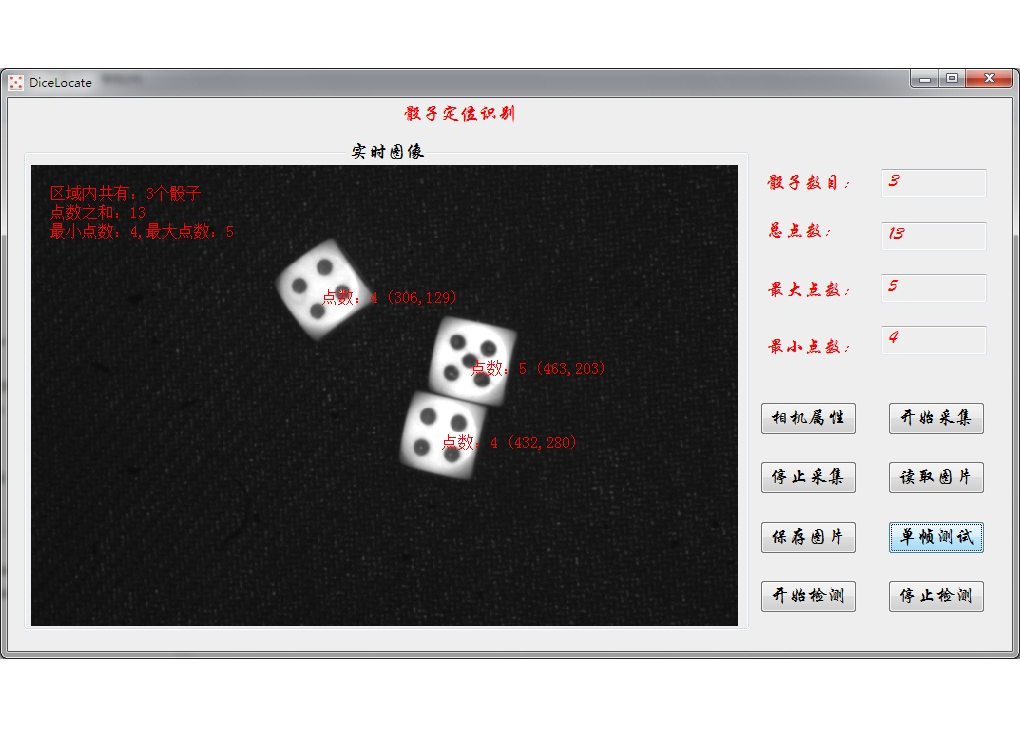 DiceLocate
骰子定位识别
实时图像
区域内共有：3个骰子
点数之和：13
最小点数：4,最大点数：5
点数：4 (306,129)
点数：5 (463,203)
点数：4 (432,280)
骰子数目： 3
总点数： 13
最大点数： 5
最小点数： 4
相机属性 开始采集
停止采集 读取图片
保存图片 单帧测试
开始检测 停止检测